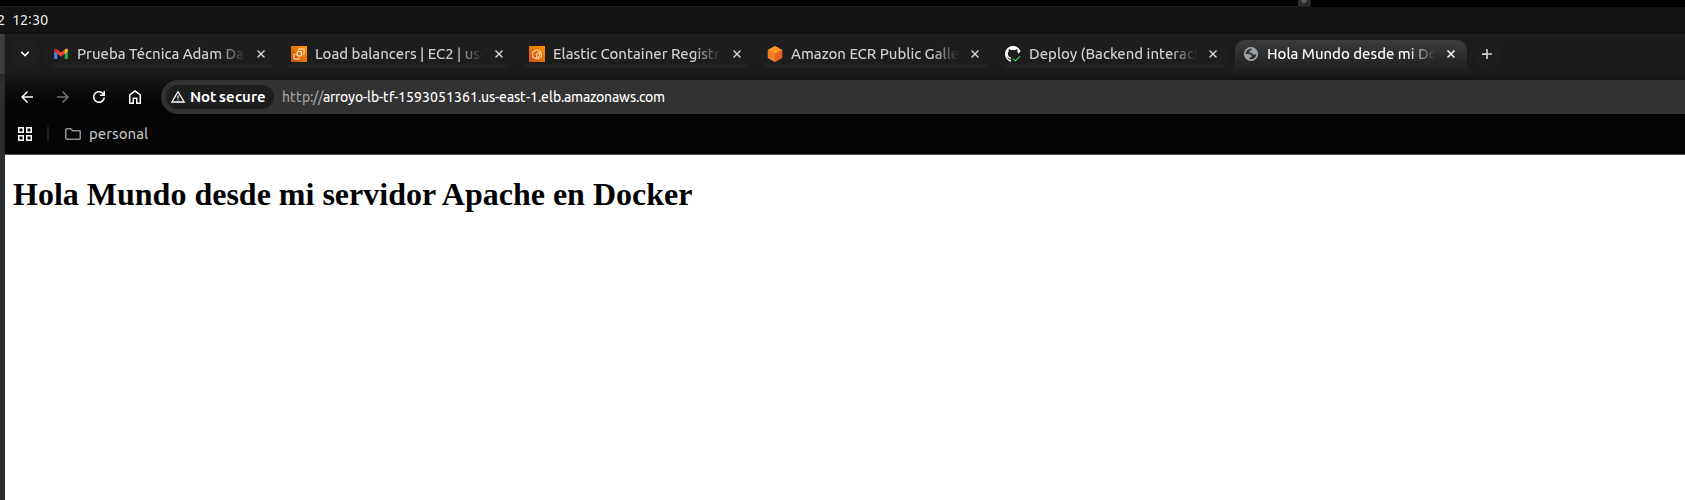 2 12:30
Prueba Técnica Adam Da
Load balancers | EC2 | us
Elastic Container Registr
Amazon ECR Public Galle
Deploy (Backend interac
Hola Mundo desde mi Do
Not secure http://arroyo-lb-tf-1593051361.us-east-1.elb.amazonaws.com
personal
Hola Mundo desde mi servidor Apache en Docker